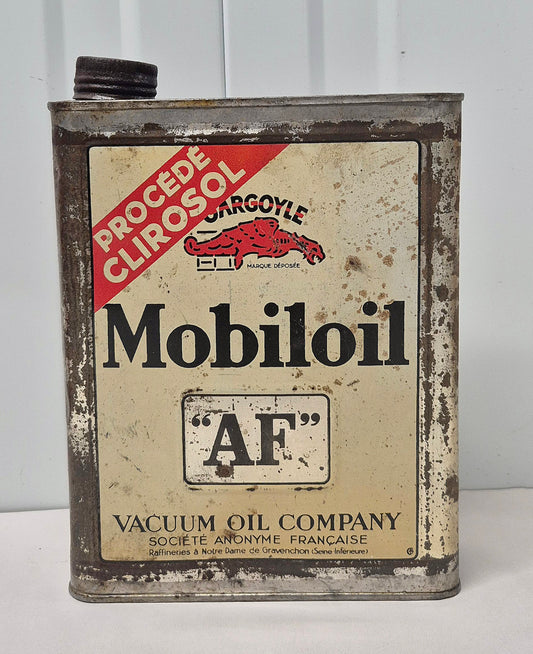 PROCÉDÉ
CLIROSOL
GARGOYLE
MARQUE DÉPOSÉE
Mobiloil
“AF”
VACUUM OIL COMPANY
SOCIÉTÉ ANONYME FRANÇAISE
Raffineries à Notre Dame de Gravenchon (Seine Inférieure)